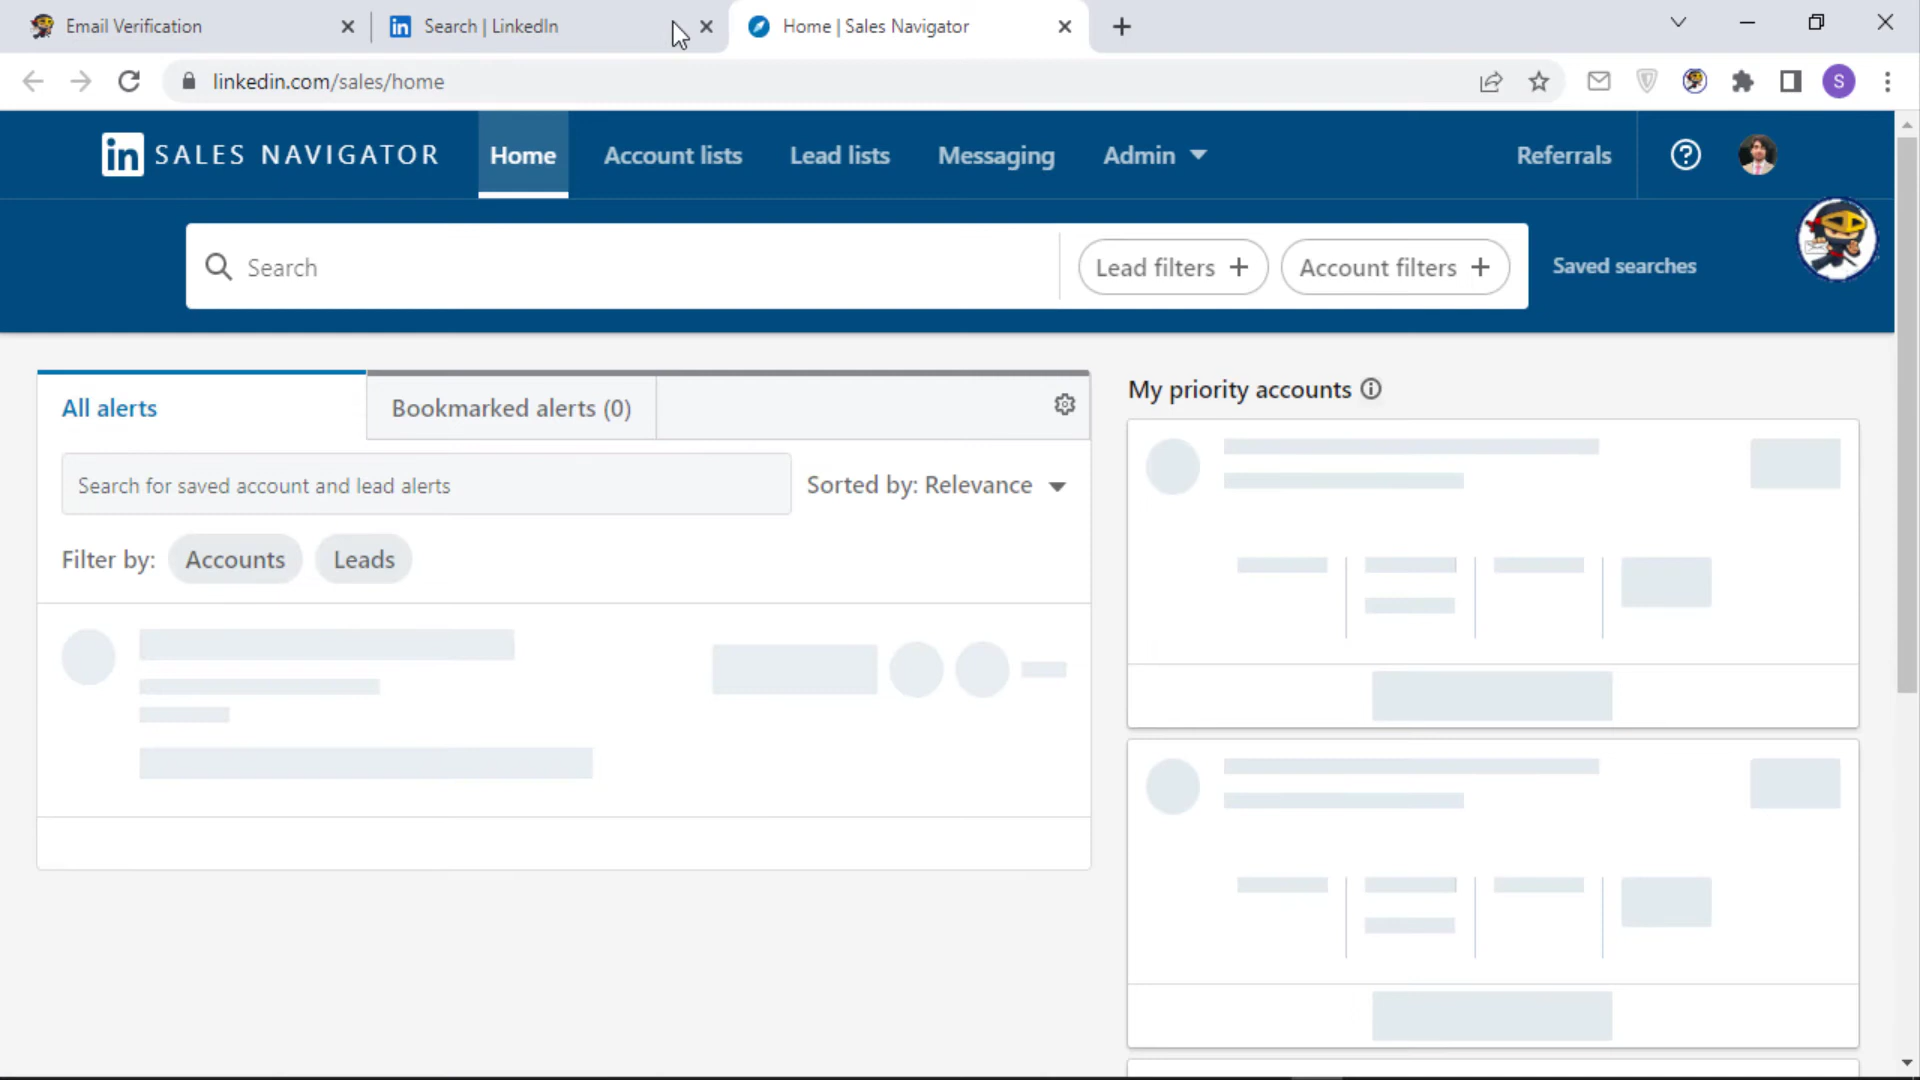 Email Verification
Search | LinkedIn
Home | Sales Navigator
linkedin.com/sales/home
S
in SALES NAVIGATOR
Home
Account lists
Lead lists
Messaging
Admin
Referrals
Search
Lead filters +
Account filters +
Saved searches
All alerts
Bookmarked alerts (0)
My priority accounts
Search for saved account and lead alerts
Sorted by: Relevance
Filter by:
Accounts
Leads